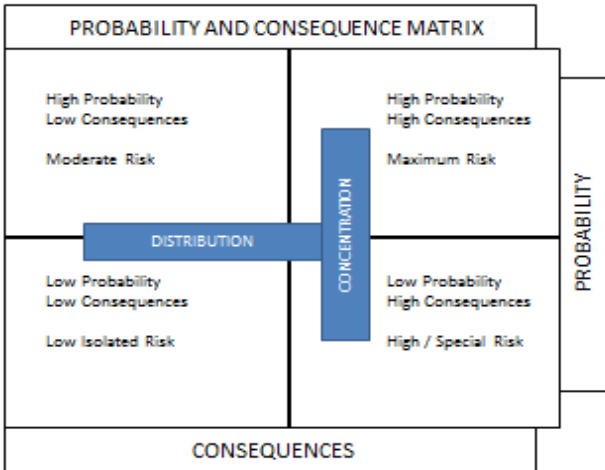 PROBABILITY AND CONSEQUENCE MATRIX
High Probability
Low Consequences
Moderate Risk
High Probability
High Consequences
Maximum Risk
DISTRIBUTION
CONCENTRATION
PROBABILITY
Low Probability
Low Consequences
Low Isolated Risk
Low Probability
High Consequences
High / Special Risk
CONSEQUENCES